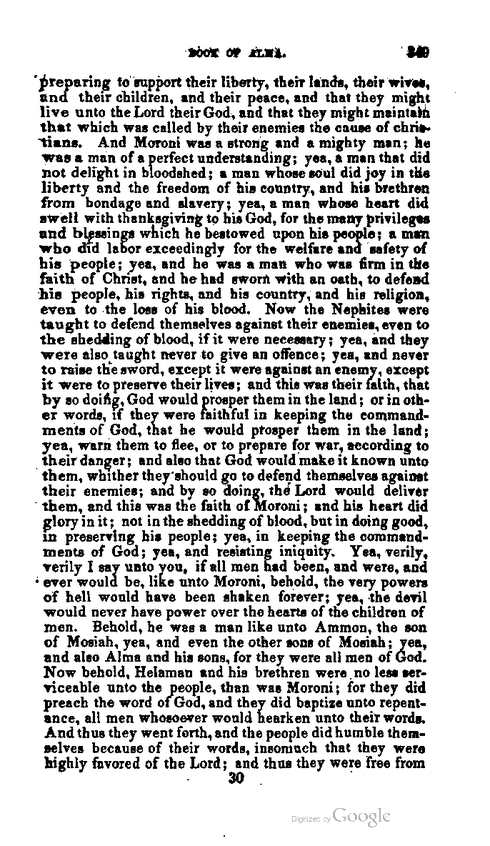 BOOK OF ALMA. 349
preparing to support their liberty, their lands, their wives,
and their children, and their peace, and that they might
live unto the Lord their God, and that they might maintain
that which was called by their enemies the cause of chris-
tians. And Moroni was a strong and a mighty man; he
was a man of a perfect understanding; yea, a man that did
not delight in bloodshed; a man whose soul did joy in the
liberty and the freedom of his country, and his brethren
from bondage and slavery; yea, a man whose heart did
swell with thanksgiving to his God, for the many privileges
and blessings which he bestowed upon his people; a man
who did labor exceedingly for the welfare and safety of
his people; yea, and he was a man who was firm in the
faith of Christ, and he had sworn with an oath, to defend
his people, his rights, and his country, and his religion,
even to the loss of his blood. Now the Nephites were
taught to defend themselves against their enemies, even to
the shedding of blood, if it were necessary; yea, and they
were also taught never to give an offence; yea, and never
to raise the sword, except it were against an enemy, except
it were to preserve their lives; and this was their faith, that
by so doing, God would prosper them in the land; or in oth-
er words, if they were faithful in keeping the command-
ments of God, that he would prosper them in the land;
yea, warn them to flee, or to prepare for war, according to
their danger; and also that God would make it known unto
them, whither they should go to defend themselves against
their enemies; and by so doing, the Lord would deliver
them, and this was the faith of Moroni; and his heart did
glory in it; not in the shedding of blood, but in doing good,
in preserving his people; yea, in keeping the command-
ments of God; yea, and resisting iniquity. Yea, verily,
verily I say unto you, if all men had been, and were, and
ever would be, like unto Moroni, behold, the very powers
of hell would have been shaken forever; yea, the devil
would never have power over the hearts of the children of
men. Behold, he was a man like unto Ammon, the son
of Mosiah, yea, and even the other sons of Mosiah; yea,
and also Alma and his sons, for they were all men of God.
Now behold, Helaman and his brethren were no less ser-
viceable unto the people, than was Moroni; for they did
preach the word of God, and they did baptize unto repent-
ance, all men whosoever would hearken unto their words.
And thus they went forth, and the people did humble them-
selves because of their words, insomuch that they were
highly favored of the Lord; and thus they were free from
30
Digitized by Google